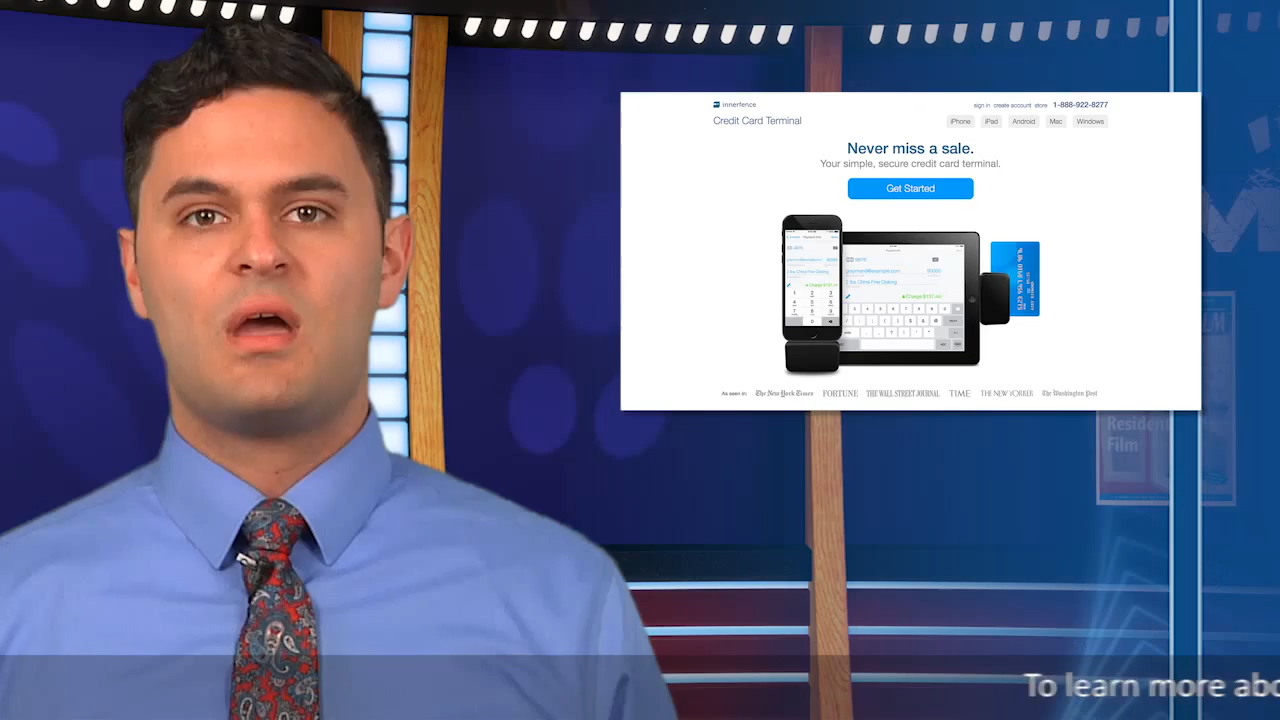 innerfence
sign in create account store 1-888-922-8277
Credit Card Terminal
iPhone iPad Android Mac Windows
Never miss a sale.
Your simple, secure credit card terminal.
Get Started
As seen in: The New York Times FORTUNE THE WALL STREET JOURNAL TIME THE NEW YORKER The Washington Post
Resident
Film
To learn more abo